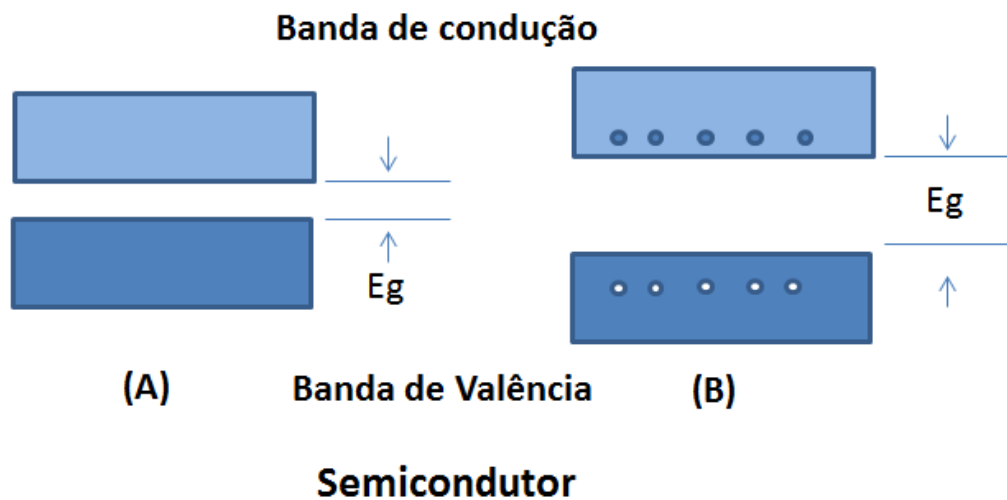 Banda de condução
Eg
Eg
(A)
Banda de Valência
(B)
Semicondutor